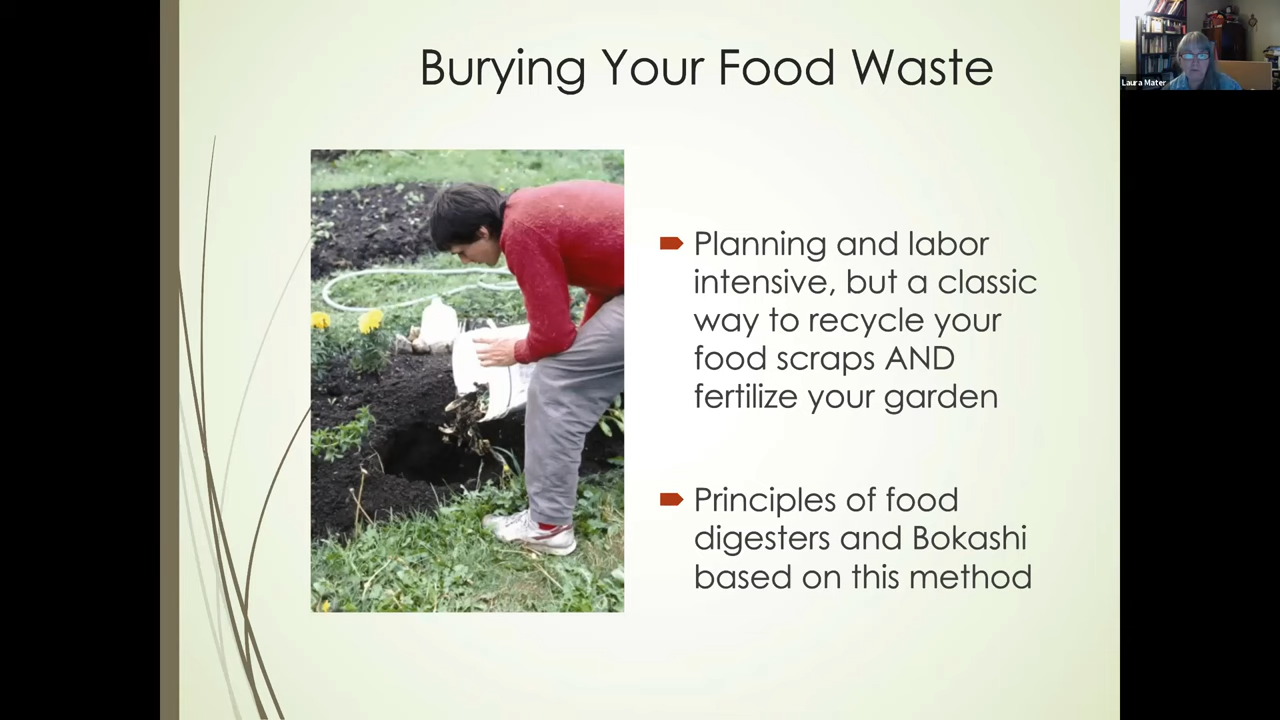 Burying Your Food Waste
Laura Mater
Planning and labor
intensive, but a classic
way to recycle your
food scraps AND
fertilize your garden
Principles of food
digesters and Bokashi
based on this method